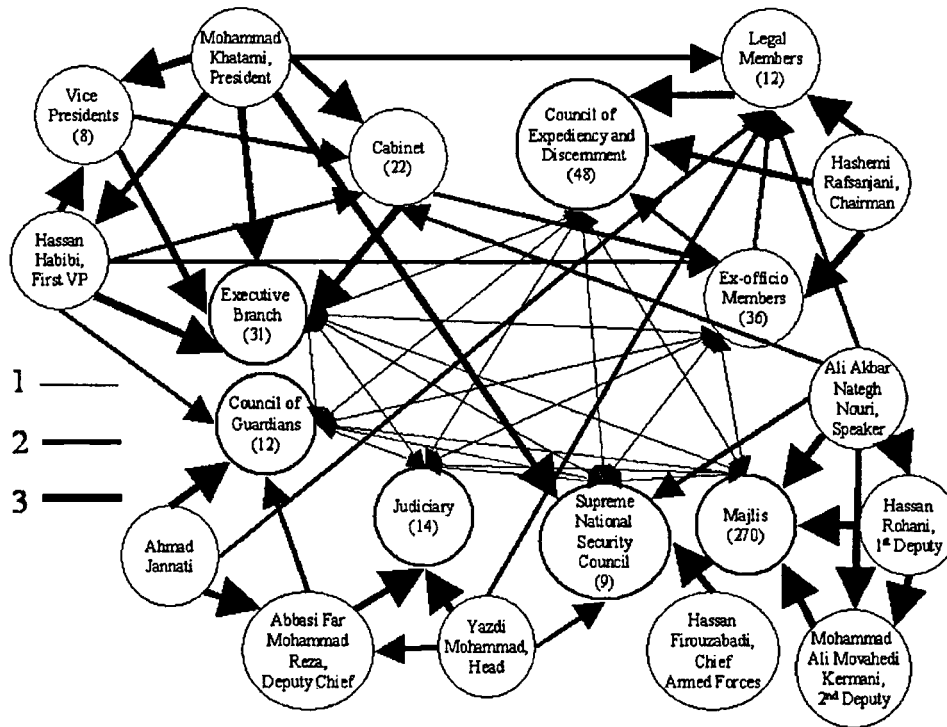 Mohammad
Khatami,
President
Legal
Members
(12)
Vice
Presidents
(8)
Council of
Expediency and
Discernment
(48)
Cabinet
(22)
Hashemi
Rafsanjani,
Chairman
Hassan
Habibi,
First VP
Executive
Branch
(31)
Ex-officio
Members
(36)
1
2
3
Council of
Guardians
(12)
Ali Akbar
Nategh
Nouri,
Speaker
Judiciary
(14)
Supreme
National
Security
Council
(9)
Majlis
(270)
Hassan
Rohani,
1st Deputy
Ahmad
Jannati
Abbasi Far
Mohammad
Reza,
Deputy Chief
Yazdi
Mohammad,
Head
Hassan
Firouzabadi,
Chief
Armed Forces
Mohammad
Ali Movahedi
Kermani,
2nd Deputy